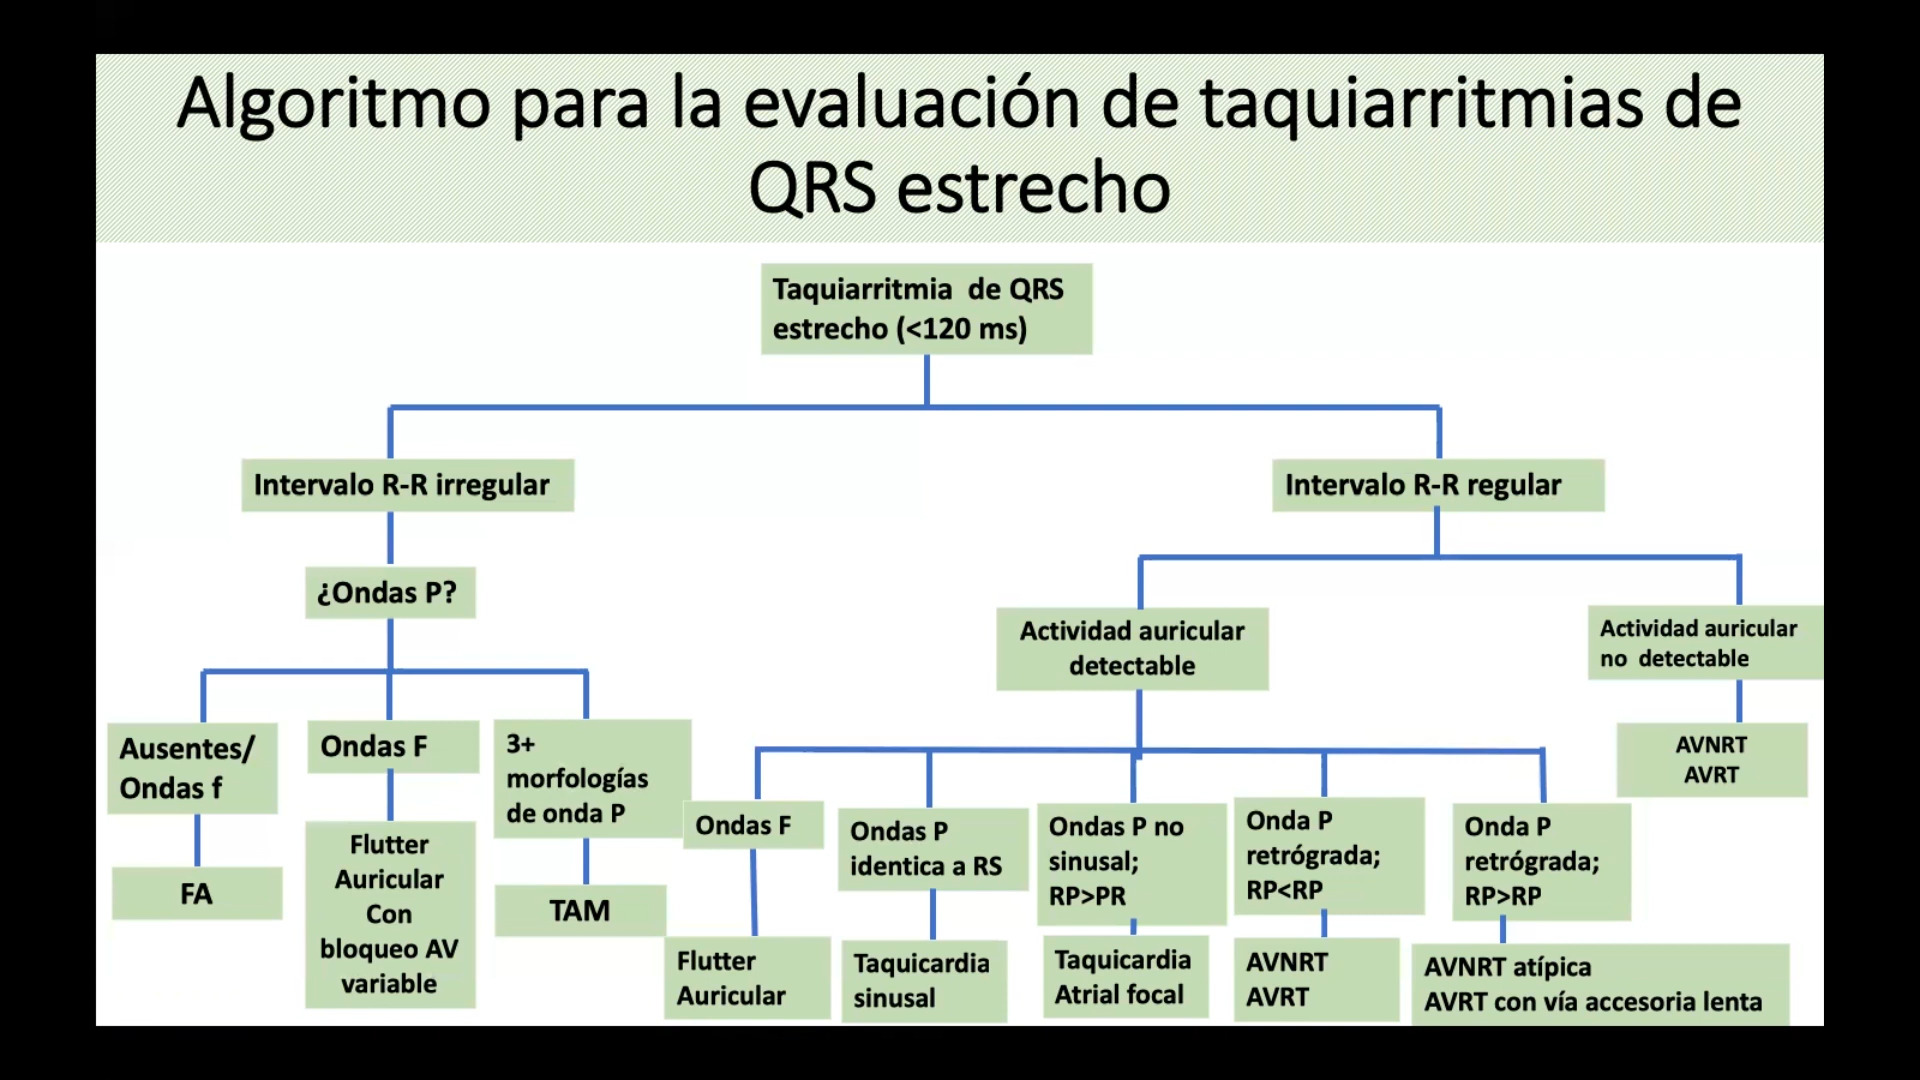 Algoritmo para la evaluación de taquiarritmias de
QRS estrecho
Taquiarritmia de QRS
estrecho (<120 ms)
Intervalo R-R irregular
Intervalo R-R regular
¿Ondas P?
Actividad auricular
detectable
Actividad auricular
no detectable
Ausentes/
Ondas f
Ondas F
3+
morfologías
de onda P
AVNRT
AVRT
FA
Flutter
Auricular
Con
bloqueo AV
variable
TAM
Ondas F
Ondas P
identica a RS
Ondas P no
sinusal;
RP>PR
Onda P
retrógrada;
RP<RP
Onda P
retrógrada;
RP>RP
Flutter
Auricular
Taquicardia
sinusal
Taquicardia
Atrial focal
AVNRT
AVRT
AVNRT atípica
AVRT con vía accesoria lenta